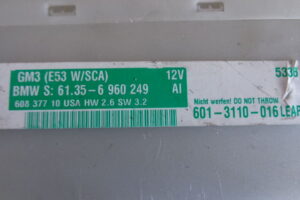 GM3 (E53 W/SCA) 12V
BMW S: 61.35-6 960 249 AI
608 377 10 USA HW 2.6 SW 3.2
5335
Nicht werfen! DO NOT THROW
601-3110-016 LEAR